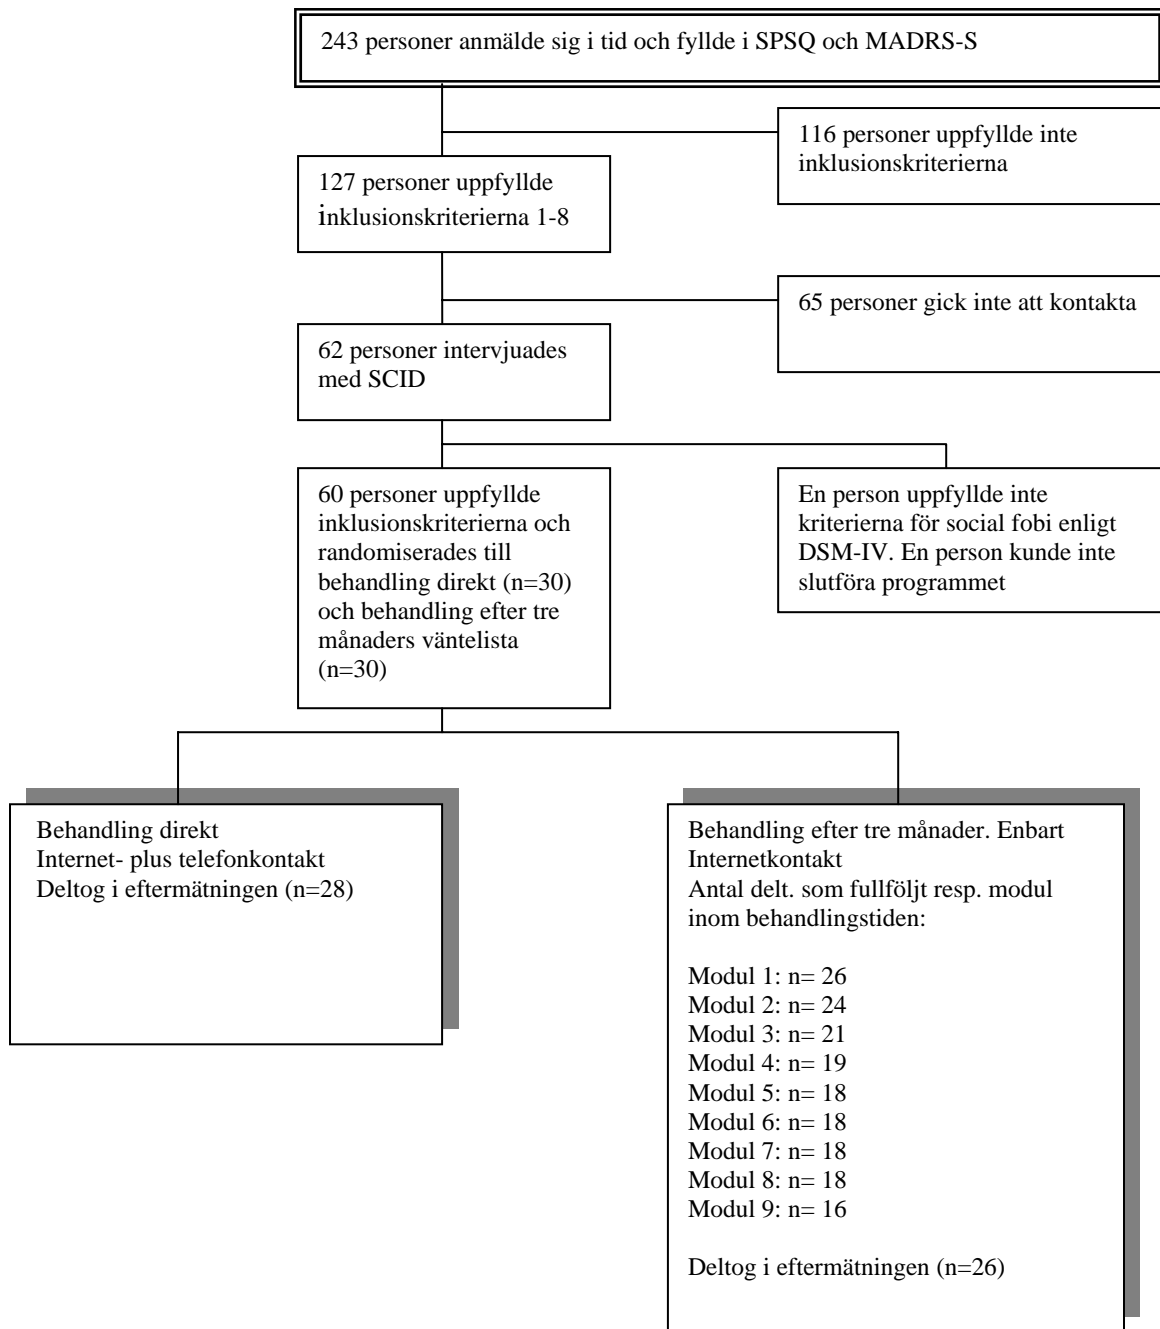 243 personer anmälde sig i tid och fyllde i SPSQ och MADRS-S
116 personer uppfyllde inte
inklusionskriterierna
127 personer uppfyllde
inklusionskriterierna 1-8
65 personer gick inte att kontakta
62 personer intervjuades
med SCID
60 personer uppfyllde
inklusionskriterierna och
randomiserades till
behandling direkt (n=30)
och behandling efter tre
månaders väntelista
(n=30)
En person uppfyllde inte
kriterierna för social fobi enligt
DSM-IV. En person kunde inte
slutföra programmet
Behandling direkt
Internet- plus telefonkontakt
Deltog i eftermätningen (n=28)
Behandling efter tre månader. Enbart
Internetkontakt
Antal delt. som fullföljt resp. modul
inom behandlingstiden:
Modul 1: n= 26
Modul 2: n= 24
Modul 3: n= 21
Modul 4: n= 19
Modul 5: n= 18
Modul 6: n= 18
Modul 7: n= 18
Modul 8: n= 18
Modul 9: n= 16
Deltog i eftermätningen (n=26)